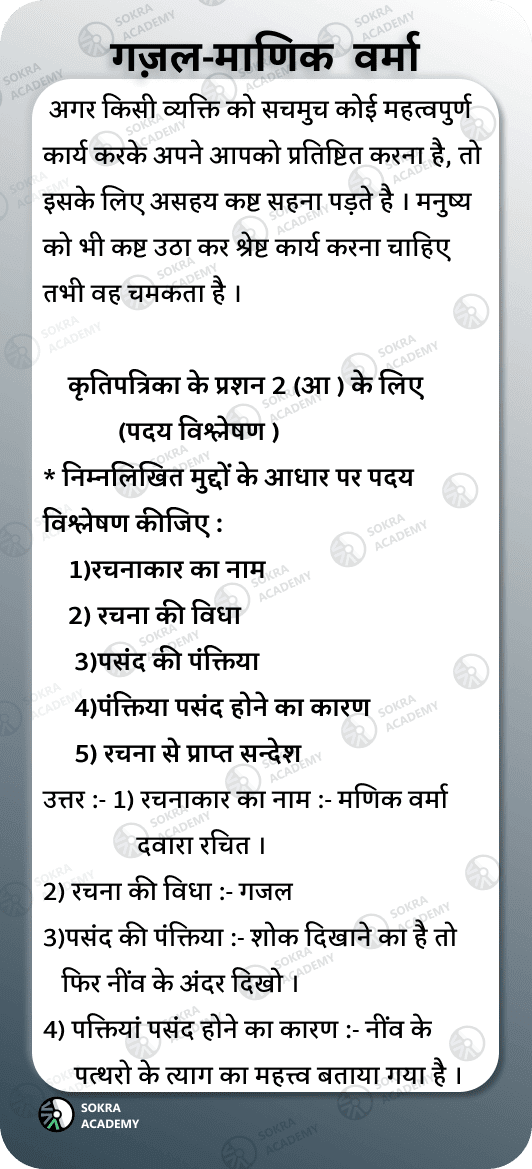 गज़ल-माणिक वर्मा
अगर किसी व्यक्ति को सचमुच कोई महत्वपुर्ण
कार्य करके अपने आपको प्रतिष्टित करना है, तो
इसके लिए असहय कष्ट सहना पड़ते है । मनुष्य
को भी कष्ट उठा कर श्रेष्ट कार्य करना चाहिए
तभी वह चमकता है ।
कृतिपत्रिका के प्रशन 2 (आ ) के लिए
(पदय विश्लेषण )
* निम्नलिखित मुद्दों के आधार पर पदय
विश्लेषण कीजिए :
1)रचनाकार का नाम
2) रचना की विधा
3)पसंद की पंक्तिया
4)पंक्तिया पसंद होने का कारण
5) रचना से प्राप्त सन्देश
उत्तर :- 1) रचनाकार का नाम :- मणिक वर्मा
दवारा रचित ।
2) रचना की विधा :- गजल
3)पसंद की पंक्तिया :- शोक दिखाने का है तो
फिर नींव के अंदर दिखो ।
4) पक्तियां पसंद होने का कारण :- नींव के
पत्थरो के त्याग का महत्त्व बताया गया है ।
SOKRA
ACADEMY